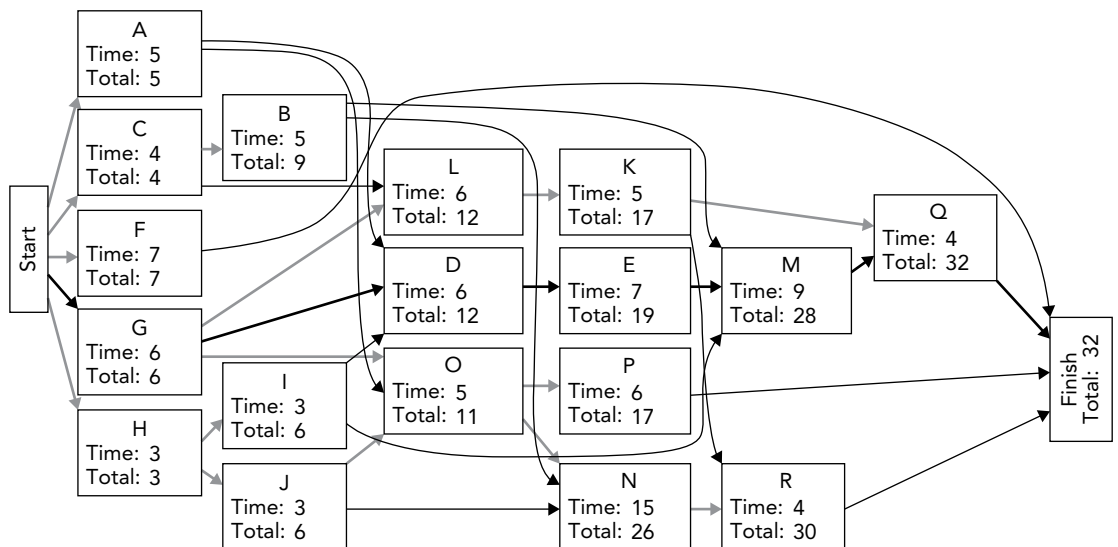 Start
A
Time: 5
Total: 5
C
Time: 4
Total: 4
F
Time: 7
Total: 7
G
Time: 6
Total: 6
H
Time: 3
Total: 3
B
Time: 5
Total: 9
I
Time: 3
Total: 6
J
Time: 3
Total: 6
L
Time: 6
Total: 12
D
Time: 6
Total: 12
O
Time: 5
Total: 11
K
Time: 5
Total: 17
E
Time: 7
Total: 19
P
Time: 6
Total: 17
N
Time: 15
Total: 26
M
Time: 9
Total: 28
R
Time: 4
Total: 30
Q
Time: 4
Total: 32
Finish
Total: 32